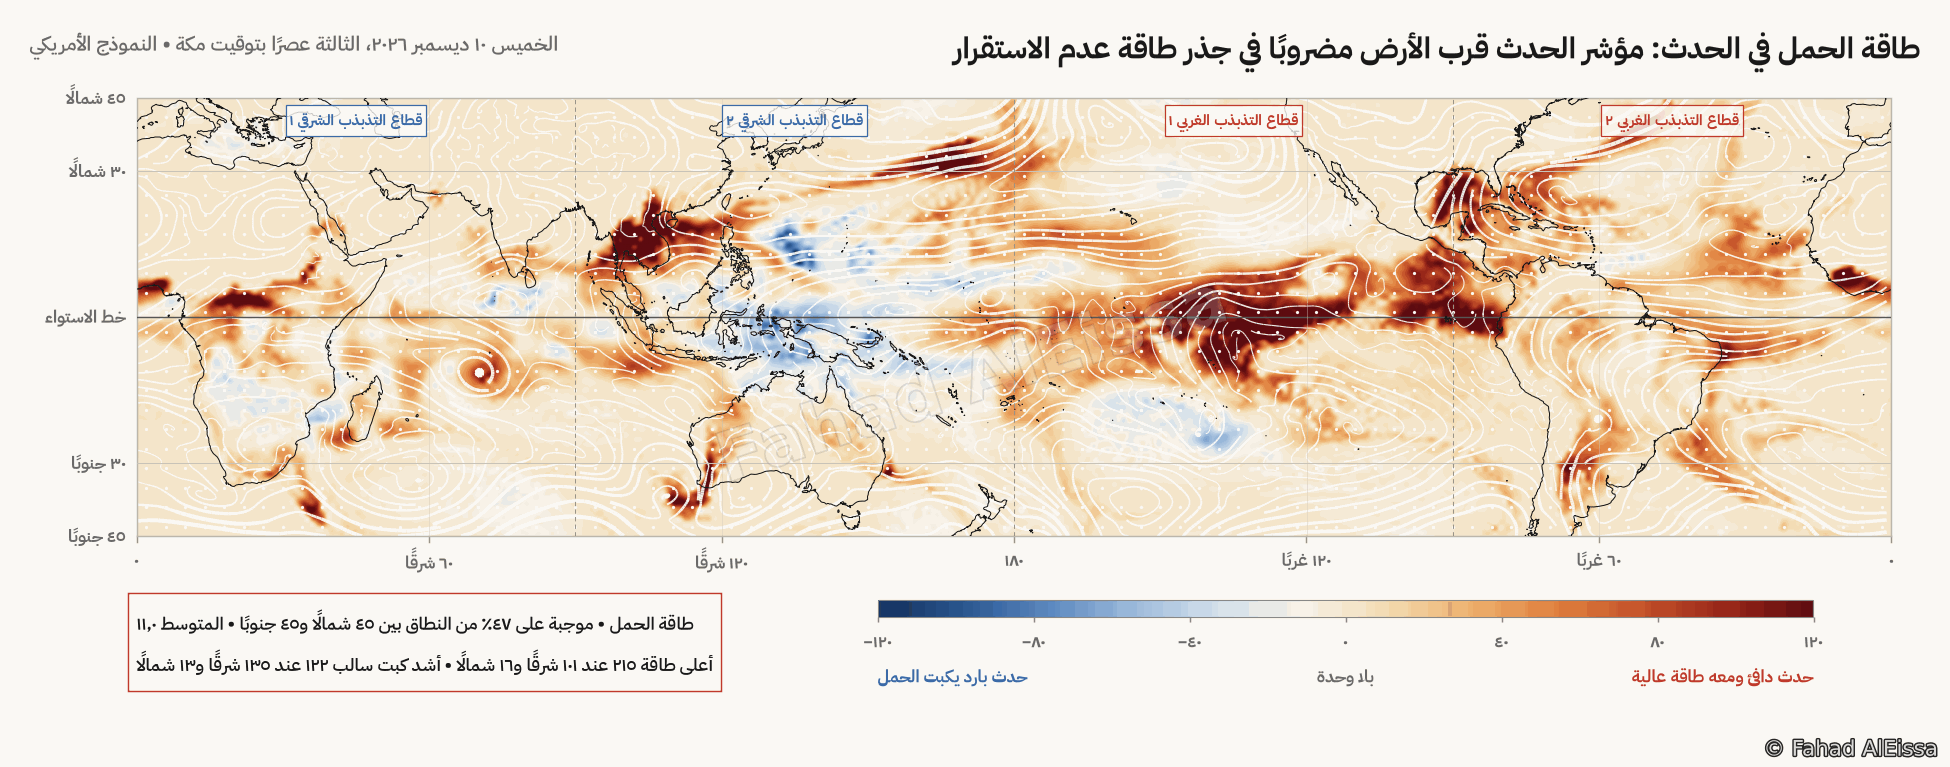 طاقة الحمل في الحدث: مؤشر الحدث قرب الأرض مضروبًا في جذر طاقة عدم الاستقرار
الخميس ١٠ ديسمبر ٢٠٢٦، الثالثة عصرًا بتوقيت مكة • النموذج الأمريكي
قطاع التذبذب الشرقي ١
قطاع التذبذب الشرقي ٢
قطاع التذبذب الغربي ١
قطاع التذبذب الغربي ٢
٤٥ شمالًا
٣٠ شمالًا
خط الاستواء
٣٠ جنوبًا
٤٥ جنوبًا
٠
٦٠ شرقًا
١٢٠ شرقًا
١٨٠
١٢٠ غربًا
٦٠ غربًا
٠
Fahad AlEissa
طاقة الحمل • موجبة على ٤٧٪ من النطاق بين ٤٥ شمالًا و٤٥ جنوبًا • المتوسط ١١,٠
أعلى طاقة ٢١٥ عند ١٠١ شرقًا و١٦ شمالًا • أشد كبت سالب ١٢٢ عند ١٣٥ شرقًا و١٣ شمالًا
−١٢٠
−٨٠
−٤٠
٠
٤٠
٨٠
١٢٠
حدث بارد يكبت الحمل
بلا وحدة
حدث دافئ ومعه طاقة عالية
© Fahad AlEissa